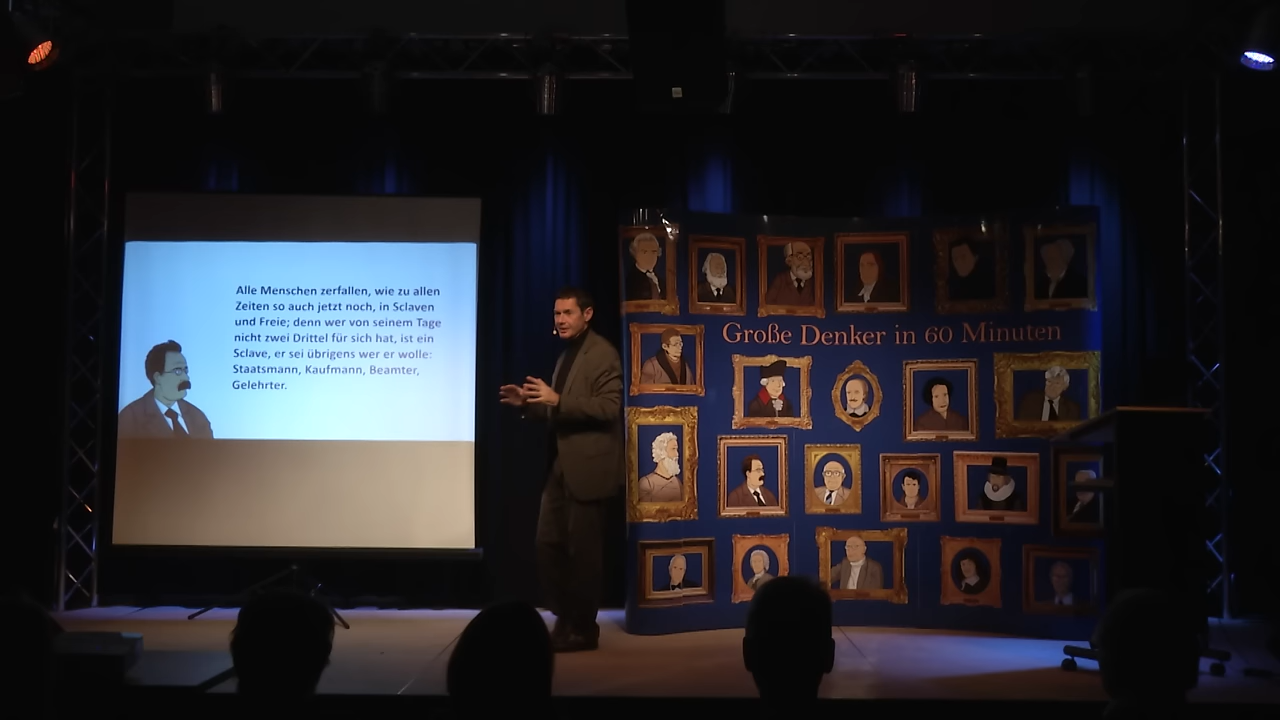 Alle Menschen zerfallen, wie zu allen
Zeiten so auch jetzt noch, in Sclaven
und Freie; denn wer von seinem Tage
nicht zwei Drittel für sich hat, ist ein
Sclave, er sei übrigens wer er wolle:
Staatsmann, Kaufmann, Beamter,
Gelehrter.
Große Denker in 60 Minuten